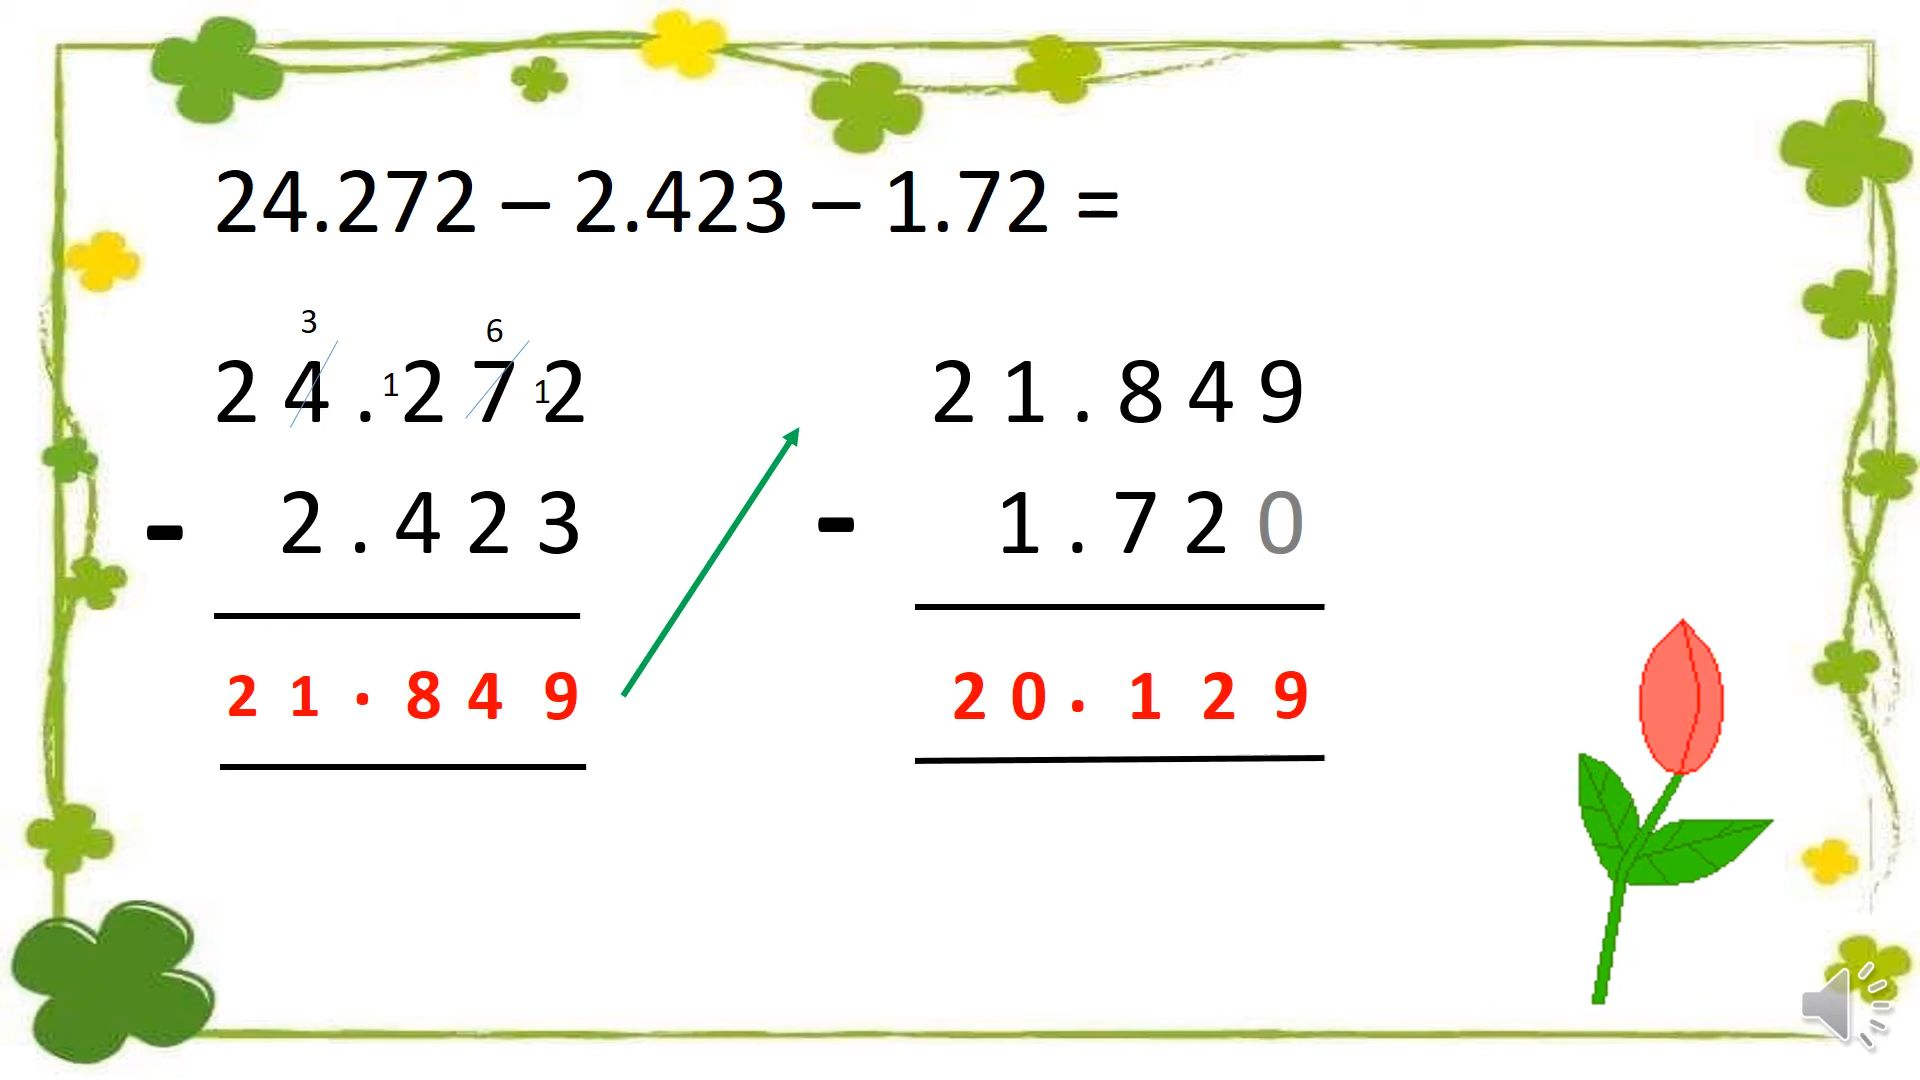 24.272 – 2.423 – 1.72 =
3 6
2 4 . 1 2 7 1 2
- 2 . 4 2 3
2 1 . 8 4 9
2 1 . 8 4 9
- 1 . 7 2 0
2 0 . 1 2 9